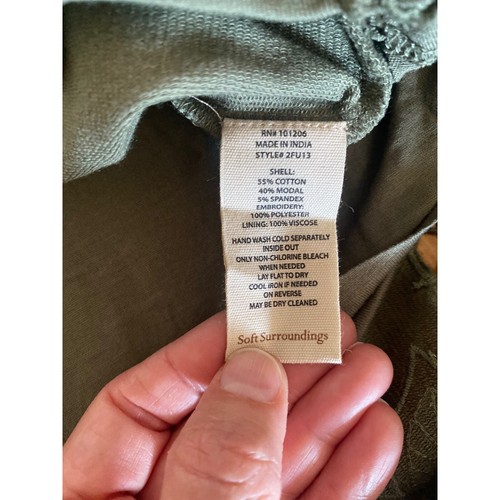 RN# 101206
MADE IN INDIA
STYLE# 2FU13
SHELL:
55% COTTON
40% MODAL
5% SPANDEX
EMBROIDERY:
100% POLYESTER
LINING: 100% VISCOSE
HAND WASH COLD SEPARATELY
INSIDE OUT
ONLY NON-CHLORINE BLEACH
WHEN NEEDED
LAY FLAT TO DRY
COOL IRON IF NEEDED
ON REVERSE
MAY BE DRY CLEANED
Soft Surroundings